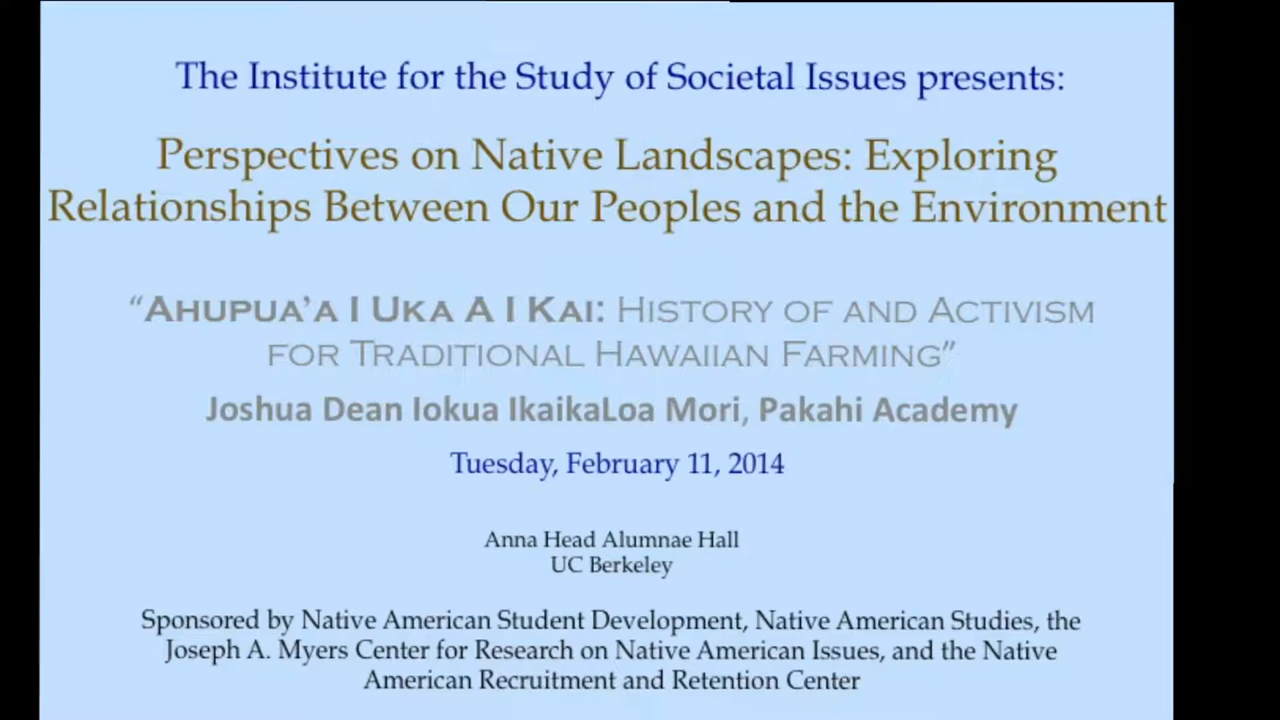 The Institute for the Study of Societal Issues presents:
Perspectives on Native Landscapes: Exploring
Relationships Between Our Peoples and the Environment
“Ahupua’a I Uka A I Kai: History of and Activism
for Traditional Hawaiian Farming”
Joshua Dean Iokua IkaikaLoa Mori, Pakahi Academy
Tuesday, February 11, 2014
Anna Head Alumnae Hall
UC Berkeley
Sponsored by Native American Student Development, Native American Studies, the
Joseph A. Myers Center for Research on Native American Issues, and the Native
American Recruitment and Retention Center